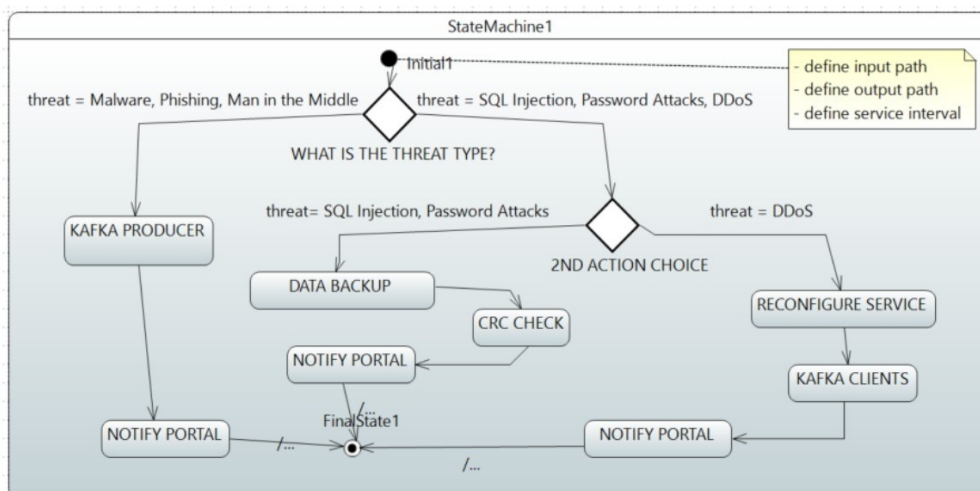 StateMachine1
Initial1
- define input path
- define output path
- define service interval
threat = Malware, Phishing, Man in the Middle
threat = SQL Injection, Password Attacks, DDoS
WHAT IS THE THREAT TYPE?
threat= SQL Injection, Password Attacks
threat = DDoS
KAFKA PRODUCER
2ND ACTION CHOICE
DATA BACKUP
RECONFIGURE SERVICE
CRC CHECK
NOTIFY PORTAL
KAFKA CLIENTS
/...
FinalState1
NOTIFY PORTAL
/...
NOTIFY PORTAL
/...